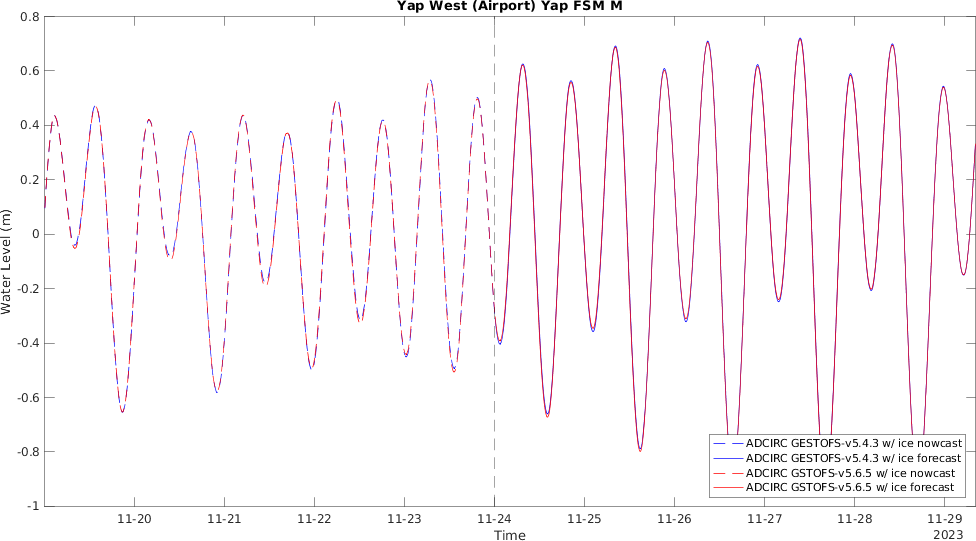 Yap West (Airport) Yap FSM M
Water Level (m)
0.8
0.6
0.4
0.2
0
-0.2
-0.4
-0.6
-0.8
-1
ADCIRC GESTOFS-v5.4.3 w/ ice nowcast
ADCIRC GESTOFS-v5.4.3 w/ ice forecast
ADCIRC GSTOFS-v5.6.5 w/ ice nowcast
ADCIRC GSTOFS-v5.6.5 w/ ice forecast
11-20 11-21 11-22 11-23 11-24 11-25 11-26 11-27 11-28 11-29
Time
2023